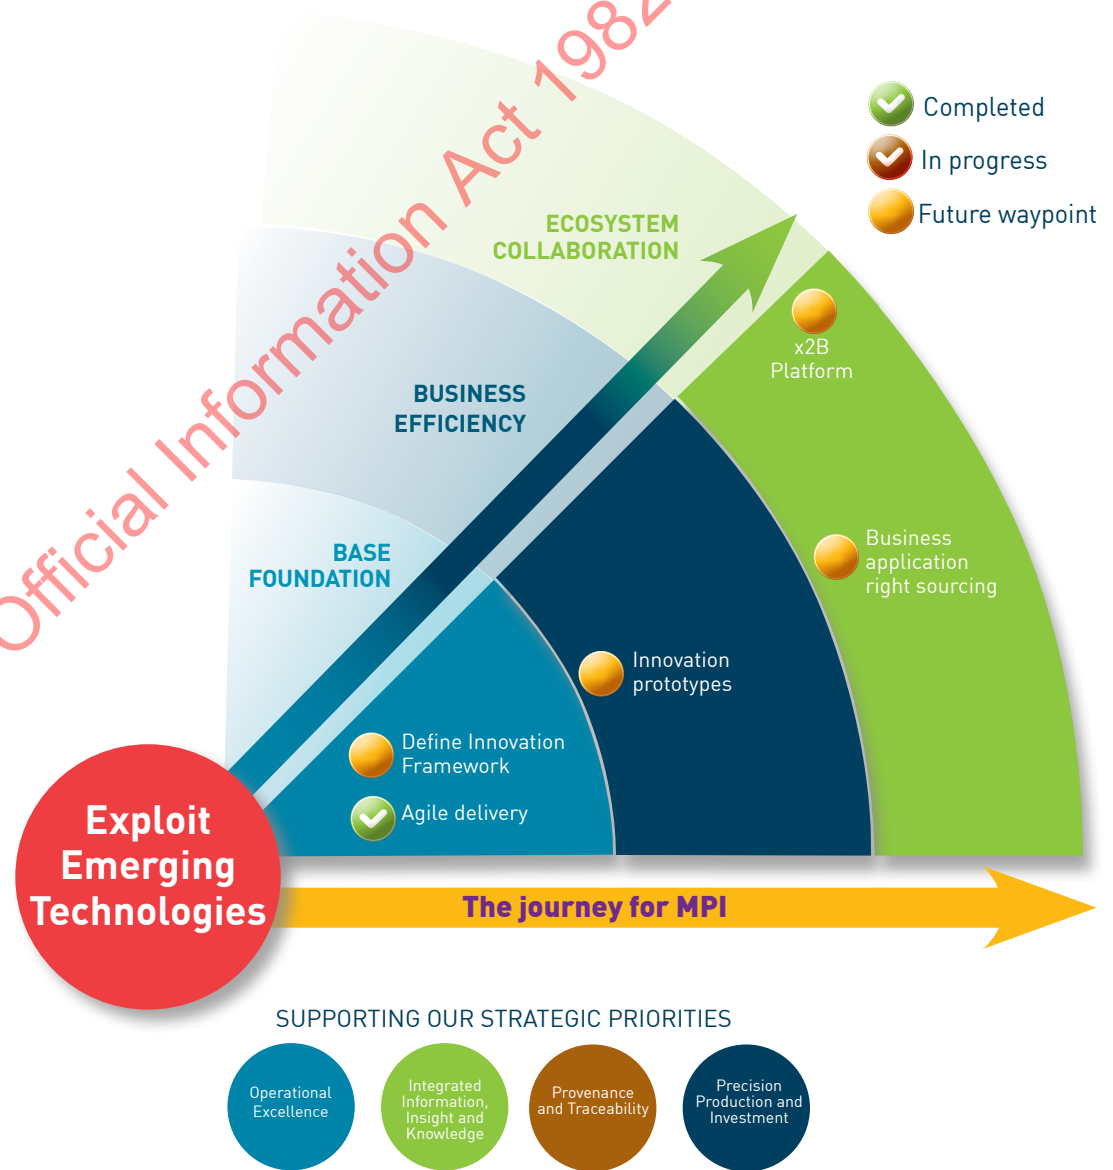 Official Information Act 1982
Completed
In progress
Future waypoint
ECOSYSTEM
COLLABORATION
x2B
Platform
BUSINESS
EFFICIENCY
Business
application
right sourcing
BASE
FOUNDATION
Innovation
prototypes
Define Innovation
Framework
Agile delivery
Exploit
Emerging
Technologies
The journey for MPI
SUPPORTING OUR STRATEGIC PRIORITIES
Operational
Excellence
Integrated
Information,
Insight and
Knowledge
Provenance
and Traceability
Precision
Production and
Investment